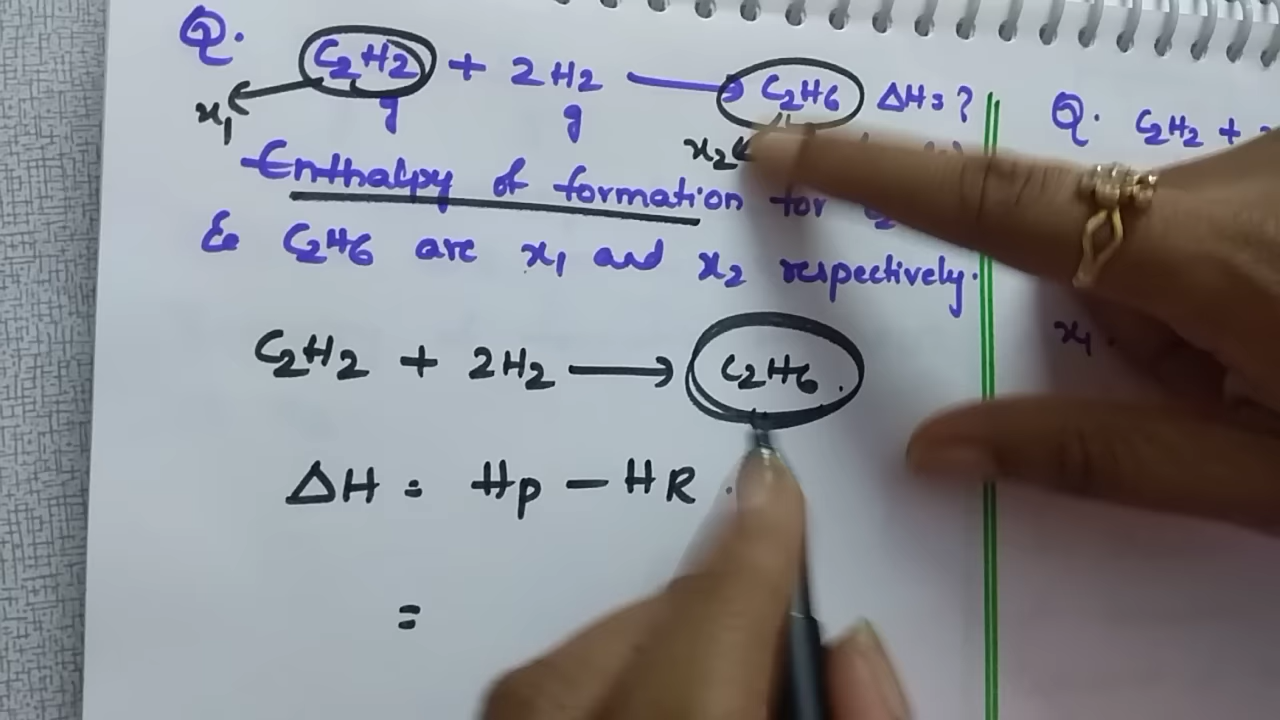 Q. C2H2 + 2H2 ⟶ C2H6 ΔH = ?
g g
x1 x2
Enthalpy of formation for
& C2H6 are x1 and x2 respectively.
C2H2 + 2H2 ⟶ C2H6.
ΔH = HP − HR.
=
Q. C2H2 +
x1.